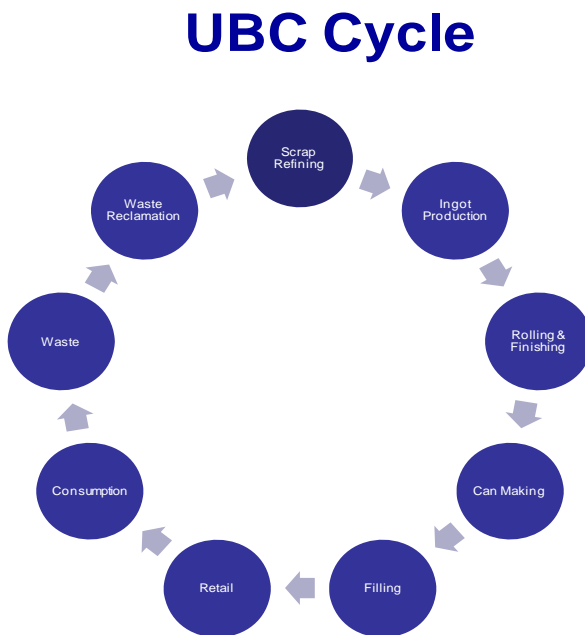 UBC Cycle
Scrap
Refining
Ingot
Production
Rolling &
Finishing
Can Making
Filling
Retail
Consumption
Waste
Waste
Reclamation